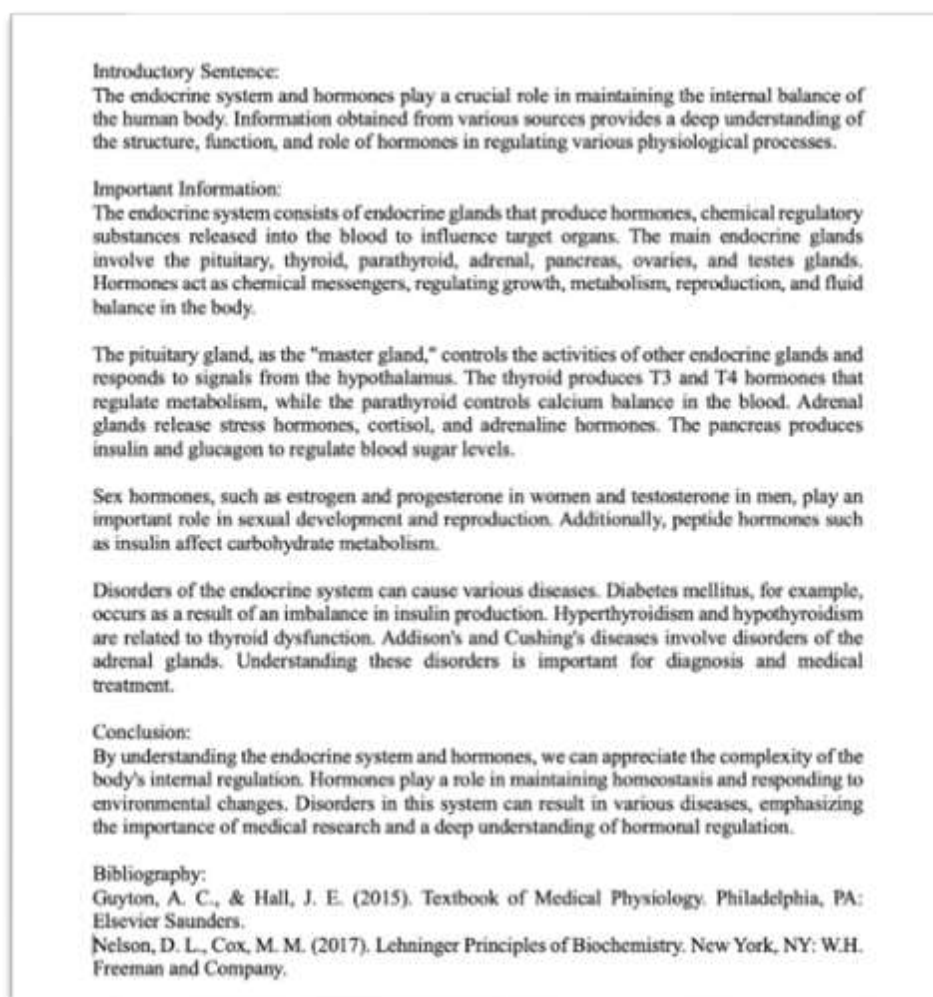 Introductory Sentence:
The endocrine system and hormones play a crucial role in maintaining the internal balance of
the human body. Information obtained from various sources provides a deep understanding of
the structure, function, and role of hormones in regulating various physiological processes.
Important Information:
The endocrine system consists of endocrine glands that produce hormones, chemical regulatory
substances released into the blood to influence target organs. The main endocrine glands
involve the pituitary, thyroid, parathyroid, adrenal, pancreas, ovaries, and testes glands.
Hormones act as chemical messengers, regulating growth, metabolism, reproduction, and fluid
balance in the body.
The pituitary gland, as the "master gland," controls the activities of other endocrine glands and
responds to signals from the hypothalamus. The thyroid produces T3 and T4 hormones that
regulate metabolism, while the parathyroid controls calcium balance in the blood. Adrenal
glands release stress hormones, cortisol, and adrenaline hormones. The pancreas produces
insulin and glucagon to regulate blood sugar levels.
Sex hormones, such as estrogen and progesterone in women and testosterone in men, play an
important role in sexual development and reproduction. Additionally, peptide hormones such
as insulin affect carbohydrate metabolism.
Disorders of the endocrine system can cause various diseases. Diabetes mellitus, for example,
occurs as a result of an imbalance in insulin production. Hyperthyroidism and hypothyroidism
are related to thyroid dysfunction. Addison's and Cushing's diseases involve disorders of the
adrenal glands. Understanding these disorders is important for diagnosis and medical
treatment.
Conclusion:
By understanding the endocrine system and hormones, we can appreciate the complexity of the
body's internal regulation. Hormones play a role in maintaining homeostasis and responding to
environmental changes. Disorders in this system can result in various diseases, emphasizing
the importance of medical research and a deep understanding of hormonal regulation.
Bibliography:
Guyton, A. C., & Hall, J. E. (2015). Textbook of Medical Physiology. Philadelphia, PA:
Elsevier Saunders.
Nelson, D. L., Cox, M. M. (2017). Lehninger Principles of Biochemistry. New York, NY: W.H.
Freeman and Company.